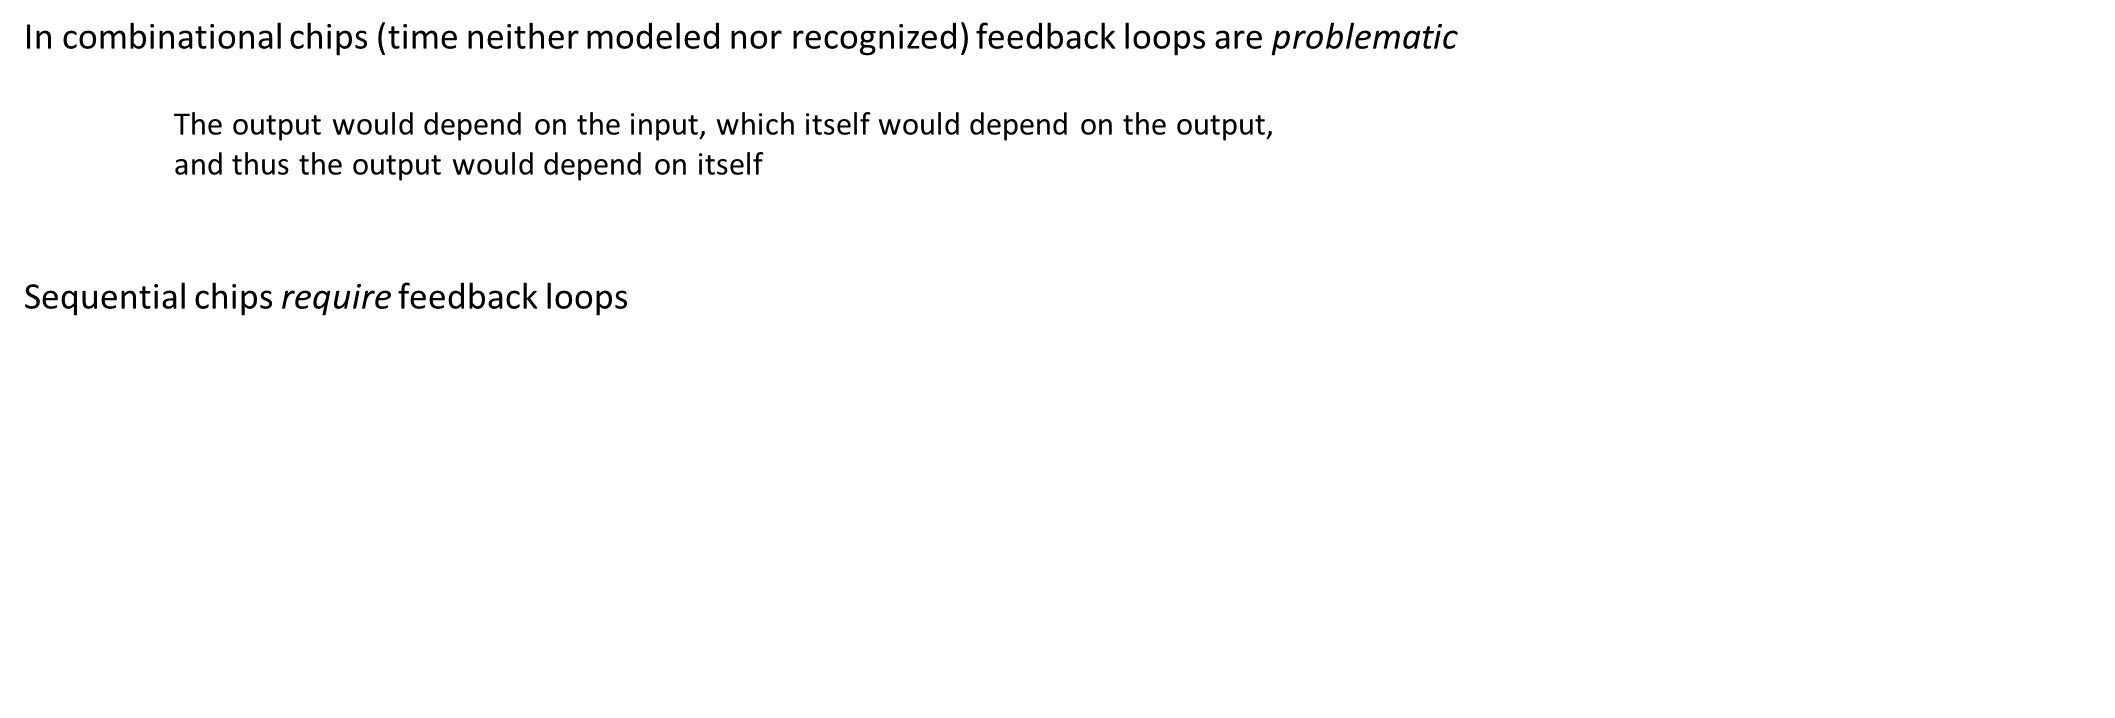 In combinational chips (time neither modeled nor recognized) feedback loops are problematic
The output would depend on the input, which itself would depend on the output,
and thus the output would depend on itself
Sequential chips require feedback loops